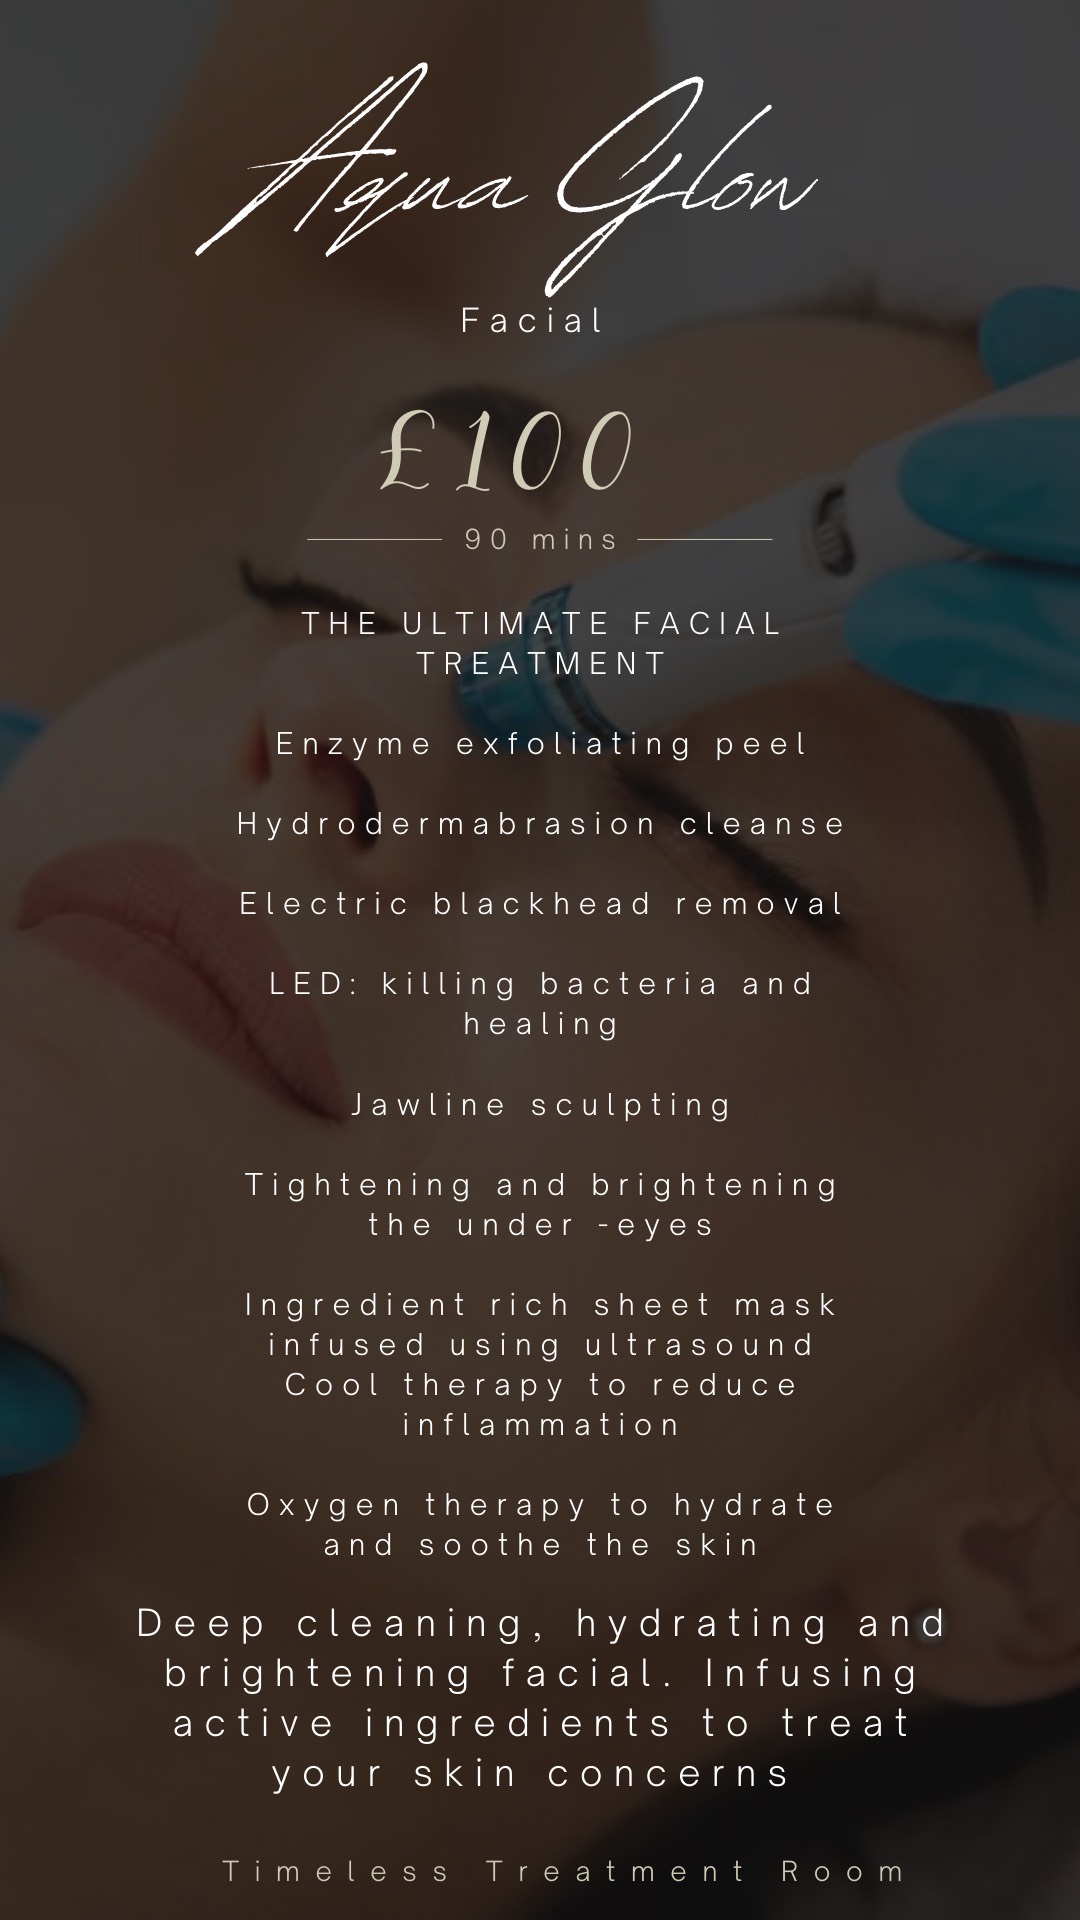 Aqua Glow
Facial
£100
90 mins
THE ULTIMATE FACIAL
TREATMENT
Enzyme exfoliating peel
Hydrodermabrasion cleanse
Electric blackhead removal
LED: killing bacteria and
healing
Jawline sculpting
Tightening and brightening
the under -eyes
Ingredient rich sheet mask
infused using ultrasound
Cool therapy to reduce
inflammation
Oxygen therapy to hydrate
and soothe the skin
Deep cleaning, hydrating and
brightening facial. Infusing
active ingredients to treat
your skin concerns
Timeless Treatment Room